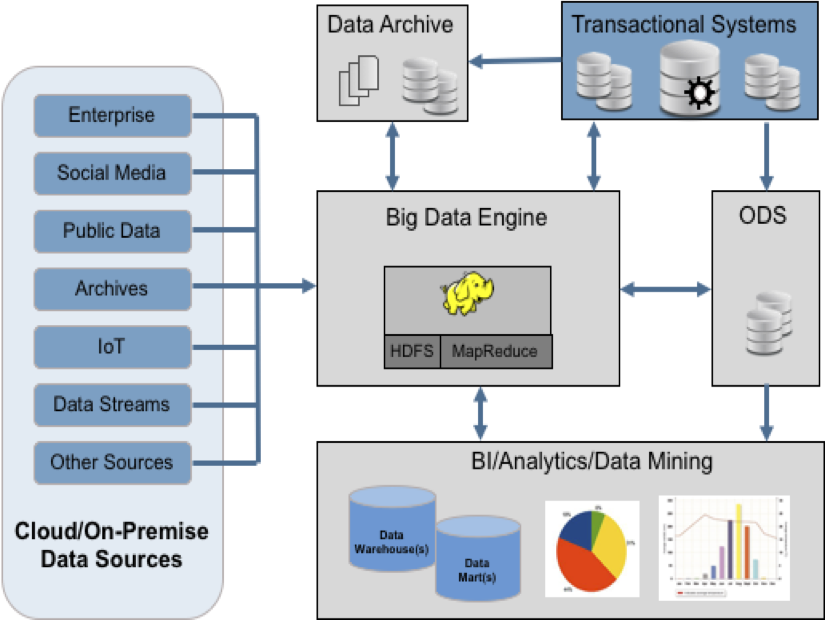 Data Archive
Transactional Systems
Enterprise
Social Media
Public Data
Archives
IoT
Data Streams
Other Sources
Cloud/On-Premise
Data Sources
Big Data Engine
HDFS
MapReduce
ODS
BI/Analytics/Data Mining
Data
Warehouse(s)
Data
Mart(s)